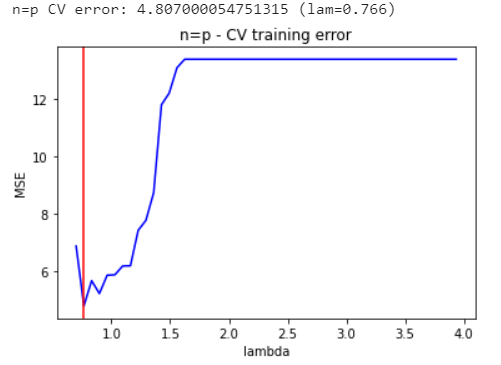 n=p CV error: 4.807000054751315 (lam=0.766)
n=p - CV training error
MSE
12
10
8
6
1.0 1.5 2.0 2.5 3.0 3.5 4.0
lambda